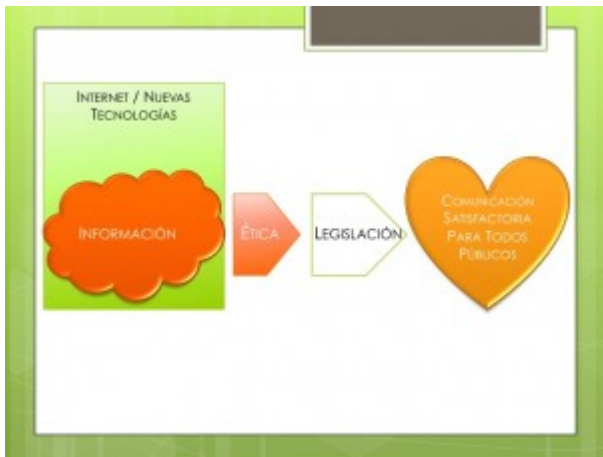 INTERNET / NUEVAS
TECNOLOGÍAS
INFORMACIÓN
ÉTICA
LEGISLACIÓN
COMUNICACIÓN
SATISFACTORIA
PARA TODOS
PÚBLICOS